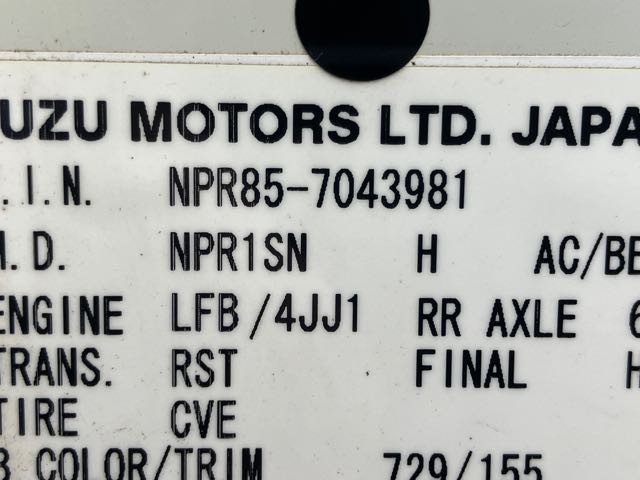 UZU MOTORS LTD. JAPA
.I.N. NPR85-7043981
M.D. NPR1SN H AC/BE
ENGINE LFB/4JJ1 RR AXLE 6
TRANS. RST FINAL H
TIRE CVE
B COLOR/TRIM 729/155